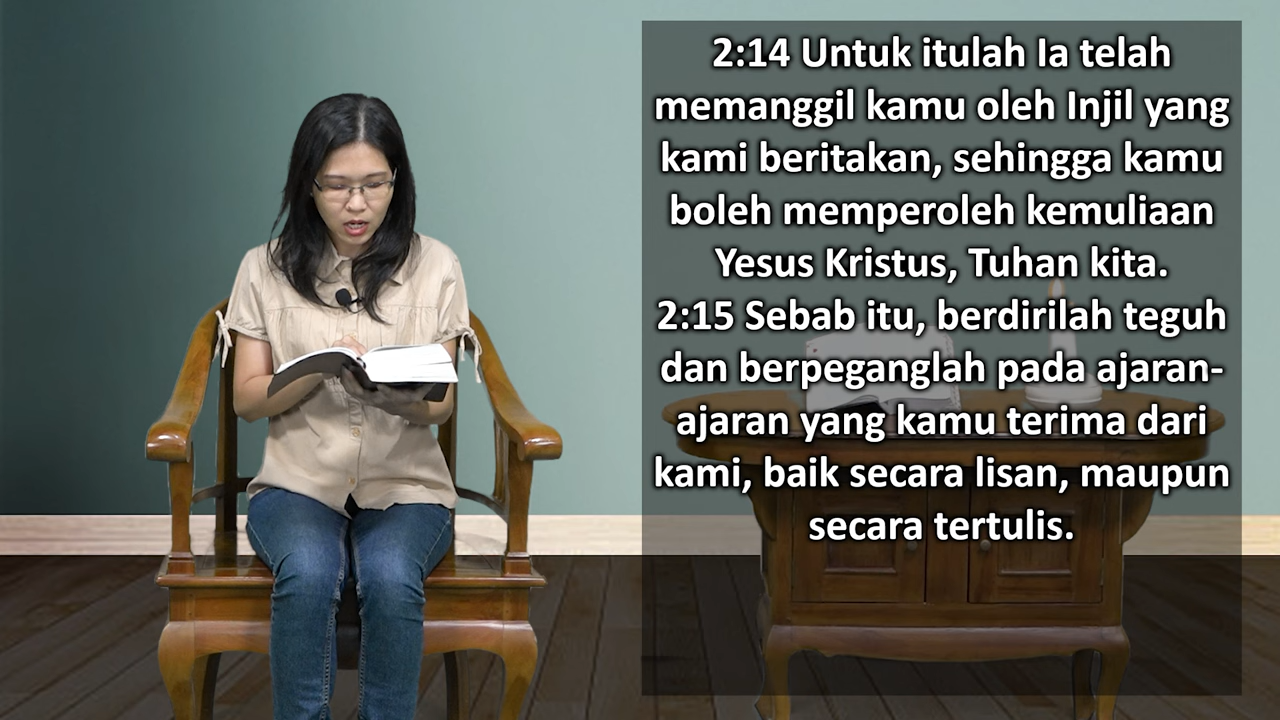 2:14 Untuk itulah Ia telah
memanggil kamu oleh Injil yang
kami beritakan, sehingga kamu
boleh memperoleh kemuliaan
Yesus Kristus, Tuhan kita.
2:15 Sebab itu, berdirilah teguh
dan berpeganglah pada ajaran-
ajaran yang kamu terima dari
kami, baik secara lisan, maupun
secara tertulis.